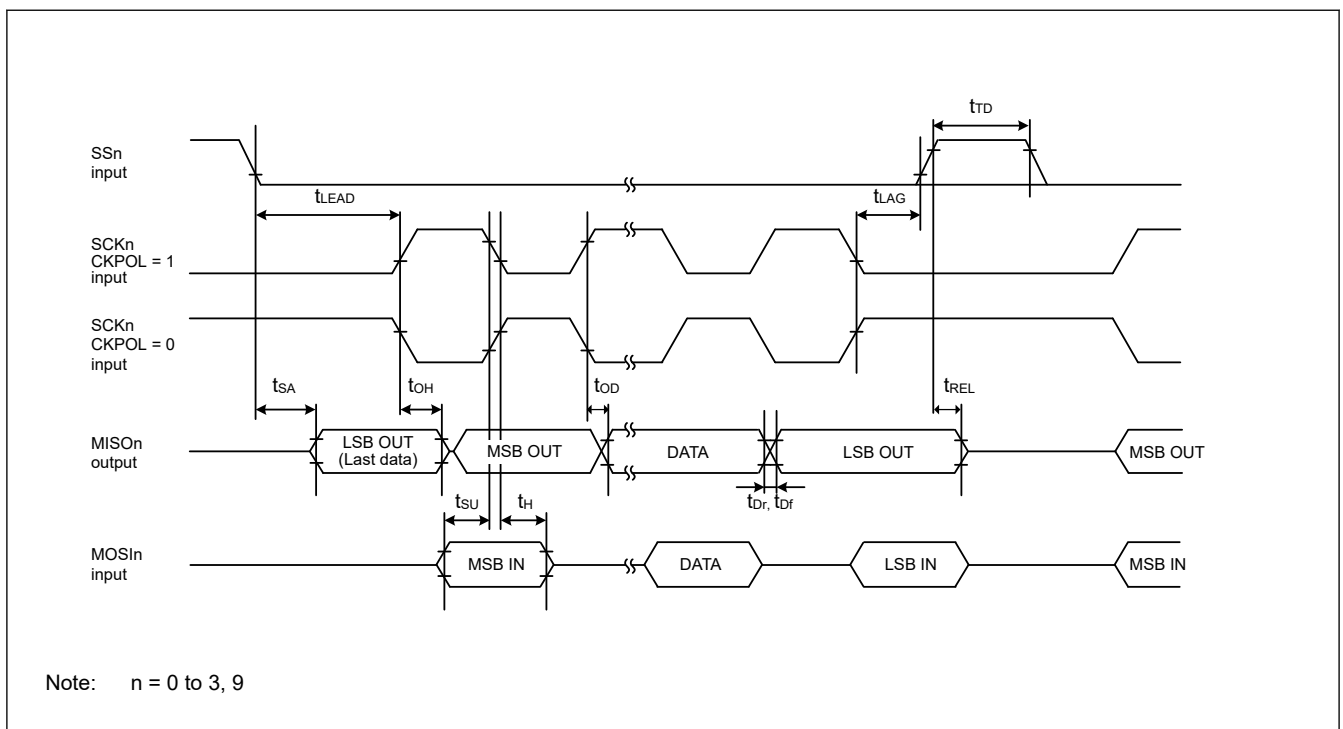 tTD
SSn
input
tLEAD
tLAG
SCKn
CKPOL = 1
input
SCKn
CKPOL = 0
input
tSA
tOH
tOD
tREL
MISOn
output
LSB OUT
(Last data)
MSB OUT
DATA
LSB OUT
MSB OUT
tSU
tH
tDr, tDf
MOSIn
input
MSB IN
DATA
LSB IN
MSB IN
Note: n = 0 to 3, 9